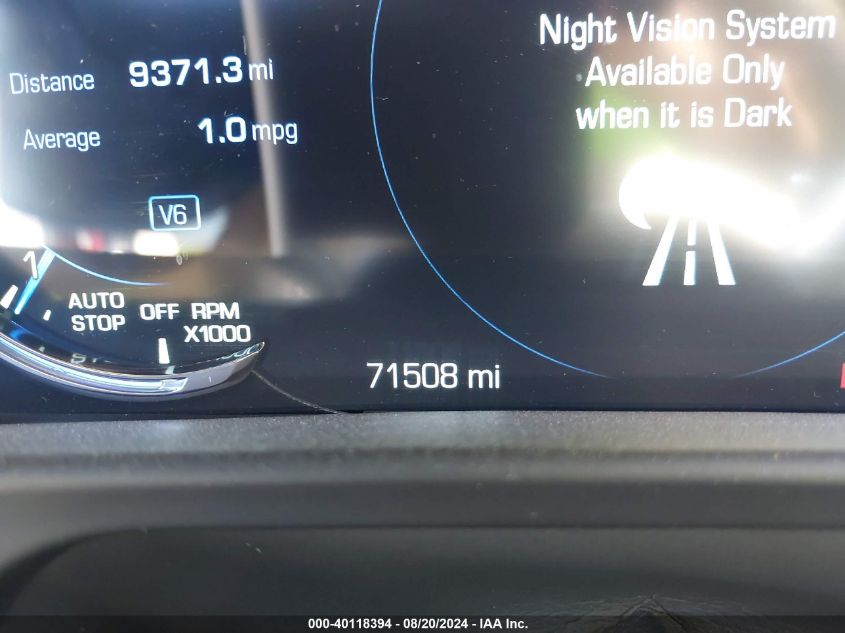 Distance 9371.3 mi
Average 1.0 mpg
V6
1
AUTO
STOP
OFF
RPM
X1000
Night Vision System
Available Only
when it is Dark
71508 mi
000-40118394 - 08/20/2024 - IAA Inc.